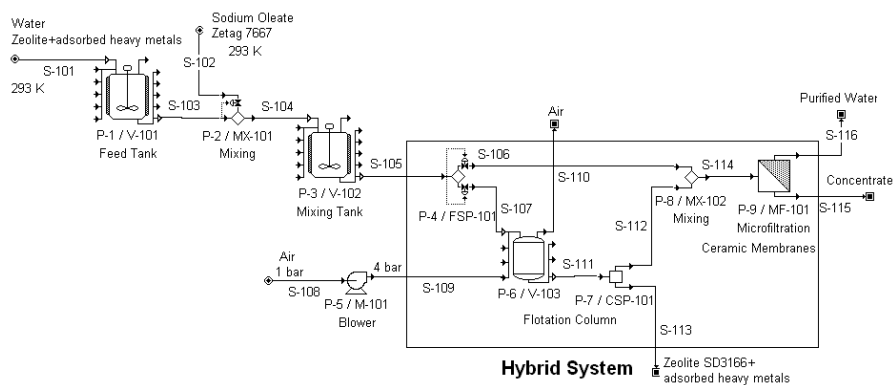 Water
Zeolite+adsorbed heavy metals
S-101
293 K
P-1 / V-101
Feed Tank
S-103
Sodium Oleate
Zetag 7667
293 K
S-102
S-104
P-2 / MX-101
Mixing
P-3 / V-102
Mixing Tank
S-105
Air
S-106
S-110
P-4 / FSP-101
S-107
S-114
P-8 / MX-102
Mixing
Purified Water
S-116
Concentrate
S-115
P-9 / MF-101
Microfiltration
Ceramic Membranes
S-112
Air
1 bar
S-108
4 bar
P-5 / M-101
Blower
S-109
S-111
P-6 / V-103
P-7 / CSP-101
Flotation Column
S-113
Hybrid System
Zeolite SD3166+
adsorbed heavy metals